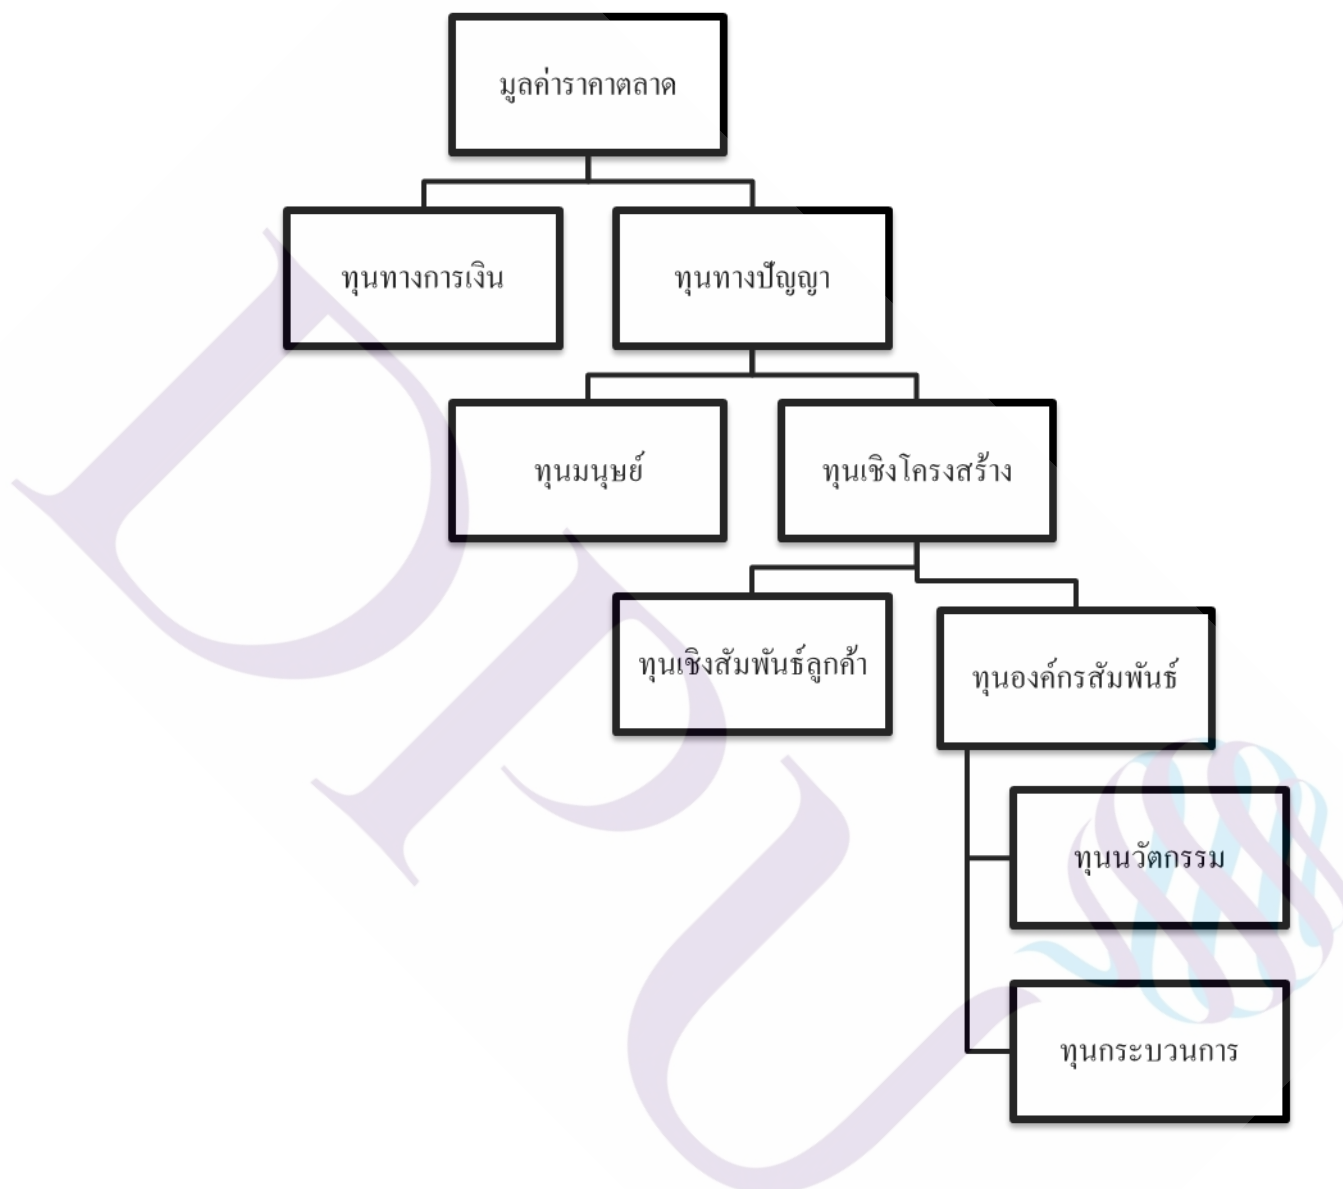 มูลค่าราคาตลาด
ทุนทางการเงิน
ทุนทางปัญญา
ทุนมนุษย์
ทุนเชิงโครงสร้าง
ทุนเชิงสัมพันธ์ลูกค้า
ทุนองค์กรสัมพันธ์
ทุนนวัตกรรม
ทุนกระบวนการ
DPU